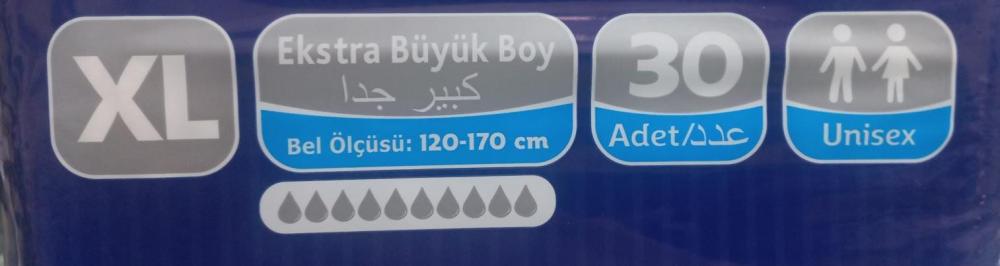 XL
Ekstra Büyük Boy
كبير جدا
Bel Ölçüsü: 120-170 cm
30
Adet/عدد
Unisex